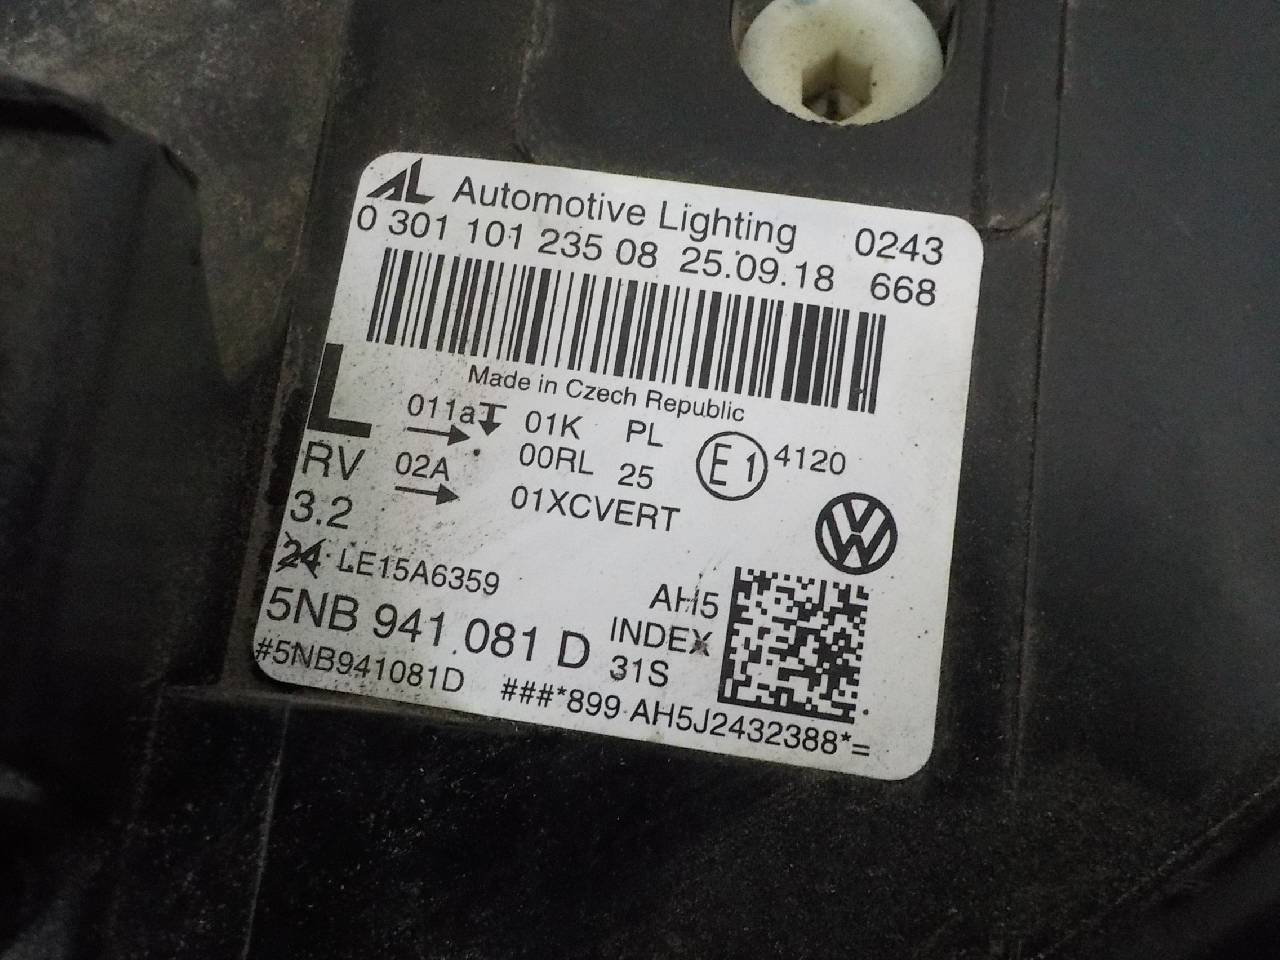 AL Automotive Lighting 0243
0 301 101 235 08 25.09.18 668
Made in Czech Republic
L 011a 01K PL E1 4120
RV 02A 00RL 25
3.2 01XCVERT
24 LE15A6359 AH5
5NB 941 081 D INDEX
31S
#5NB941081D ###*899 AH5J2432388*=